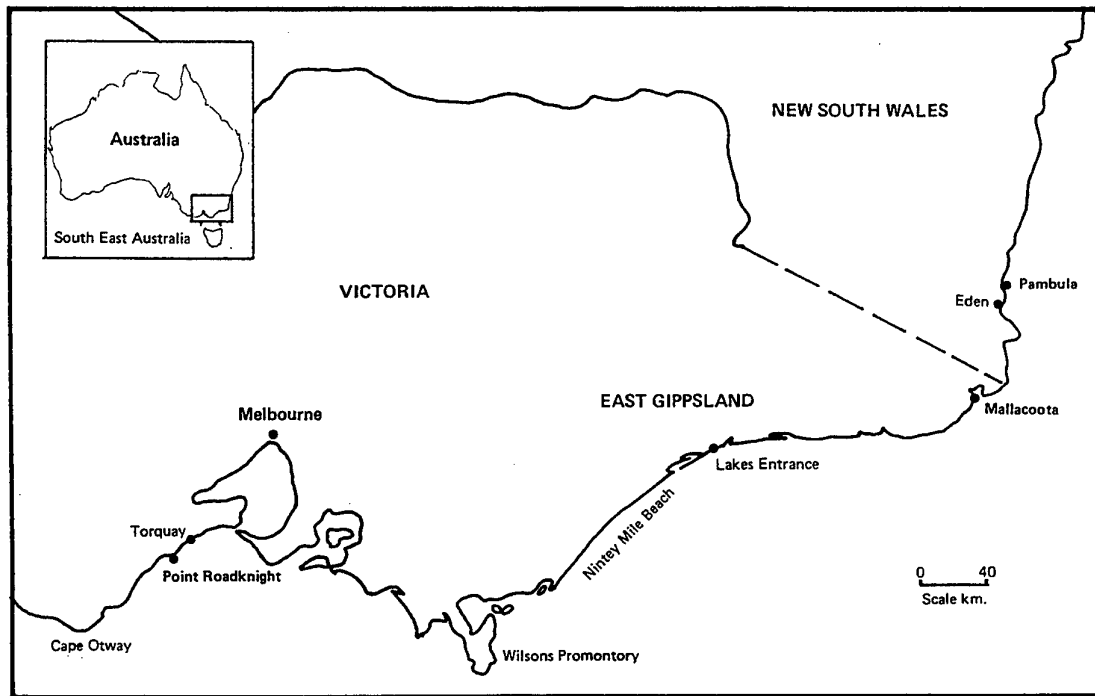 Australia
South East Australia
NEW SOUTH WALES
VICTORIA
Pambula
Eden
EAST GIPPSLAND
Mallacoota
Melbourne
Lakes Entrance
Nintey Mile Beach
Torquay
Point Roadknight
0 40
Scale km.
Cape Otway
Wilsons Promontory